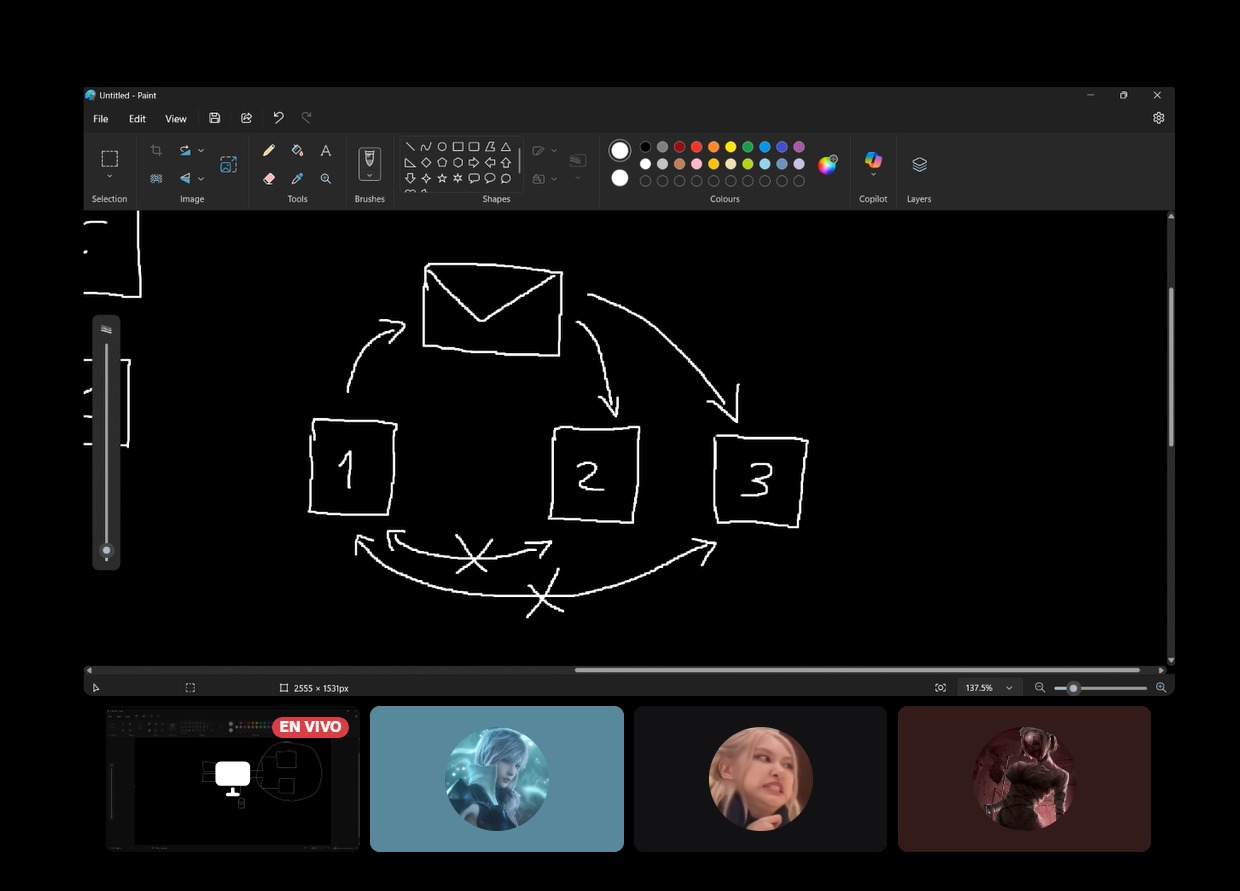 Untitled - Paint
File Edit View
Selection Image Tools Brushes Shapes Colours Copilot Layers
1 2 3
2555 × 1531px 137.5%
EN VIVO